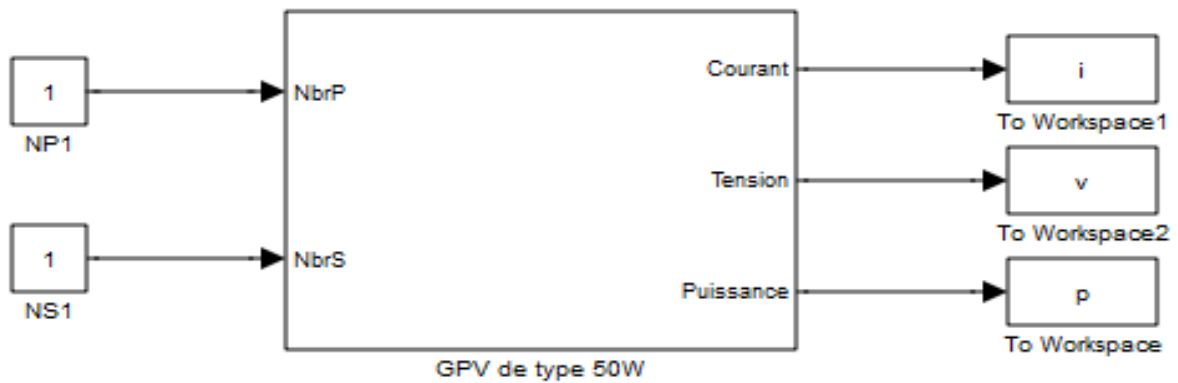 1
NP1
1
NS1
NbrP
NbrS
Courant
Tension
Puissance
GPV de type 50W
i
To Workspace1
v
To Workspace2
p
To Workspace